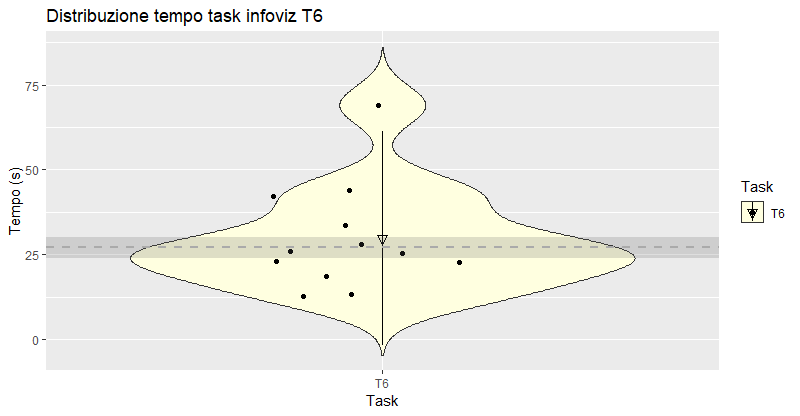 Distribuzione tempo task infoviz T6
Tempo (s)
75
50
25
0
T6
Task
Task
T6